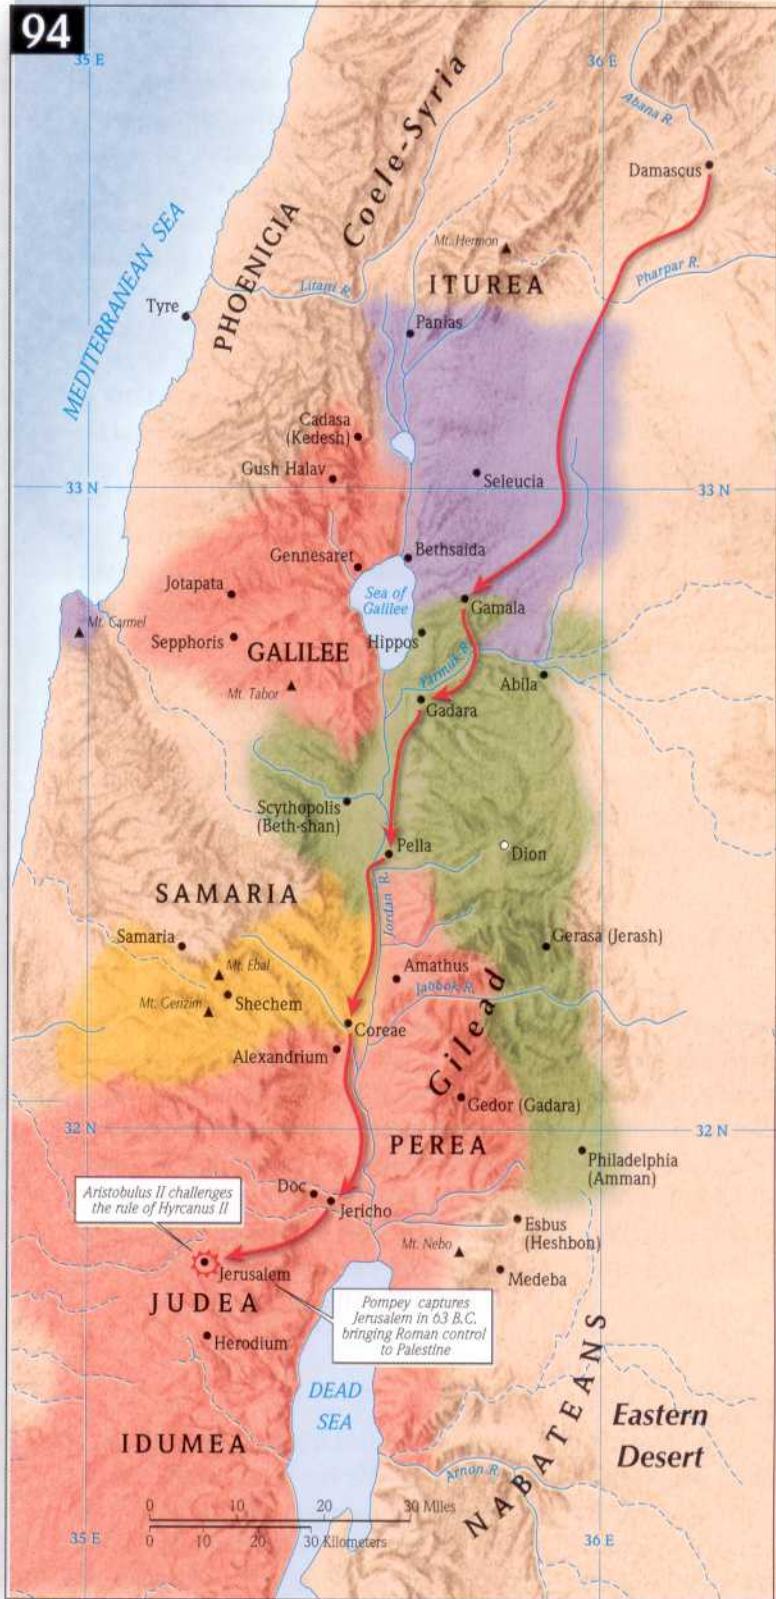 94
35 E
36 E
Coele-Syria
Abana R.
Damascus
MEDITERRANEAN SEA
PHOENICIA
Mt. Hermon
ITUREA
Pharpar R.
Litani R.
Tyre
Panias
Cadasa
(Kedesh)
Gush Halav
Seleucia
33 N
33 N
Gennesaret
Bethsaida
Jotapata
Sea of
Galilee
Gamala
Mt. Carmel
Sepphoris
GALILEE
Hippos
Yarmuk R.
Abila
Mt. Tabor
Gadara
Scythopolis
(Beth-shan)
Pella
Dion
SAMARIA
Jordan R.
Samaria
Gerasa (Jerash)
Mt. Ebal
Amathus
Jabbok R.
Mt. Gerizim
Shechem
Gilead
Coreae
Alexandrium
Gedor (Gadara)
32 N
32 N
PEREA
Philadelphia
(Amman)
Aristobulus II challenges
the rule of Hyrcanus II
Doc
Jericho
Esbus
(Heshbon)
Mt. Nebo
Jerusalem
Medeba
JUDEA
Pompey captures
Jerusalem in 63 B.C.
bringing Roman control
to Palestine
Herodium
DEAD
SEA
NABATEANS
Eastern
Desert
IDUMEA
Arnon R.
0 10 20 30 Miles
0 10 20 30 Kilometers
35 E
36 E